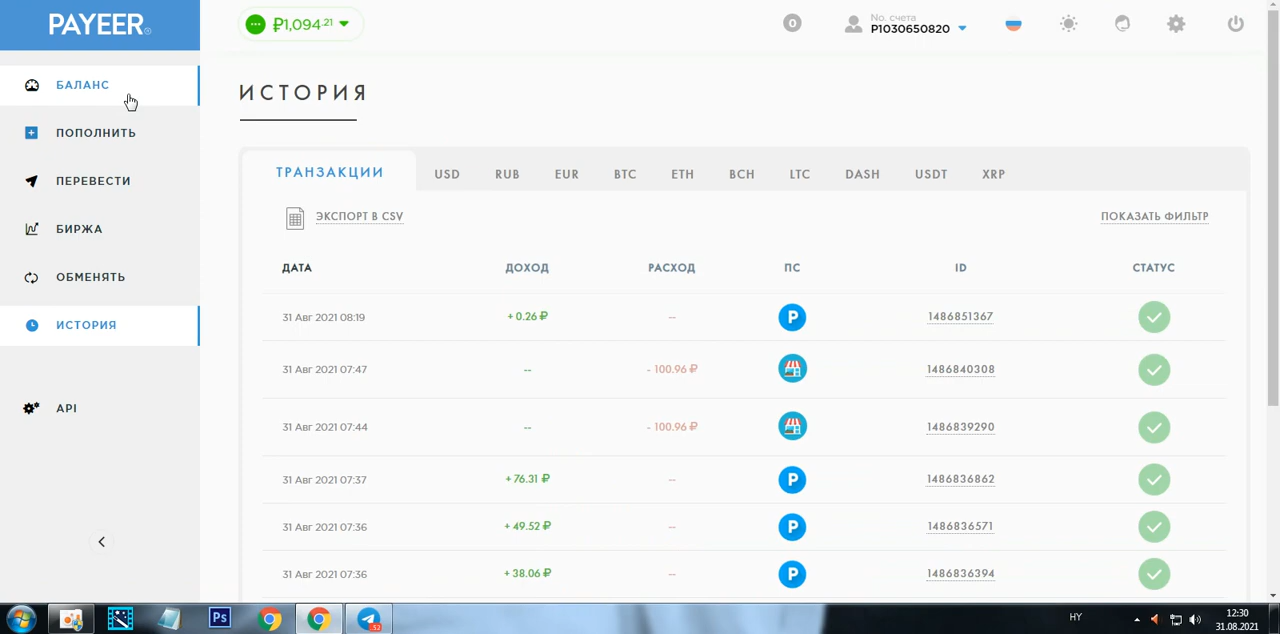 PAYEER®
₽1,094.21
0
No. счета
P1030650820
БАЛАНС
ПОПОЛНИТЬ
ПЕРЕВЕСТИ
БИРЖА
ОБМЕНЯТЬ
ИСТОРИЯ
API
ИСТОРИЯ
ТРАНЗАКЦИИ USD RUB EUR BTC ETH BCH LTC DASH USDT XRP
ЭКСПОРТ В CSV ПОКАЗАТЬ ФИЛЬТР
ДАТА ДОХОД РАСХОД ПС ID СТАТУС
31 Авг 2021 08:19 + 0.26 ₽ -- P 1486851367
31 Авг 2021 07:47 -- - 100.96 ₽ 1486840308
31 Авг 2021 07:44 -- - 100.96 ₽ 1486839290
31 Авг 2021 07:37 + 76.31 ₽ -- P 1486836862
31 Авг 2021 07:36 + 49.52 ₽ -- P 1486836571
31 Авг 2021 07:36 + 38.06 ₽ -- P 1486836394
Ps
HY
12:30
31.08.2021